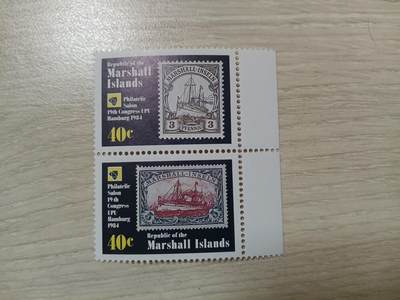 Republic of the
Marshall
Islands
Philatelic
Salon
19th Congress UPU
Hamburg 1984
40c
MARSHALL-INSELN
3
3
PFENNIG
Philatelic
Salon
19th
Congress
UPU
Hamburg
1984
40c
MARSHALL-INSELN
Republic of the
Marshall Islands